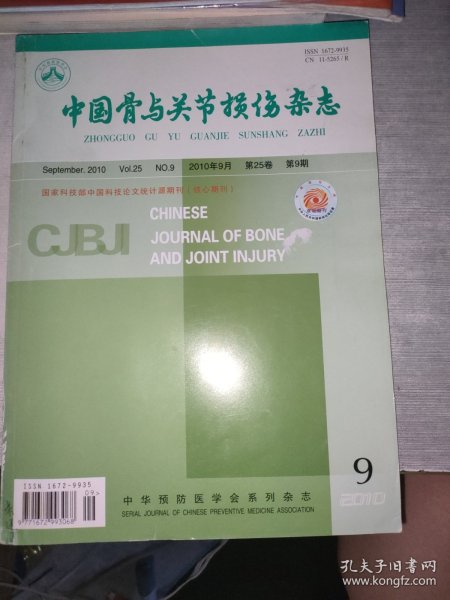 ISSN 1672-9935
CN 11-5265/R
中国骨与关节损伤杂志
ZHONGGUO GU YU GUANJIE SUNSHANG ZAZHI
September. 2010 Vol.25 NO.9 2010年9月 第25卷 第9期
国家科技部中国科技论文统计源期刊（核心期刊）
CJBJI
CHINESE
JOURNAL OF BONE
AND JOINT INJURY
ISSN 1672-9935
09>
9 771672 993068
9
2010
中华预防医学会系列杂志
SERIAL JOURNAL OF CHINESE PREVENTIVE MEDICINE ASSOCIATION
孔夫子旧书网
www.kongfz.com